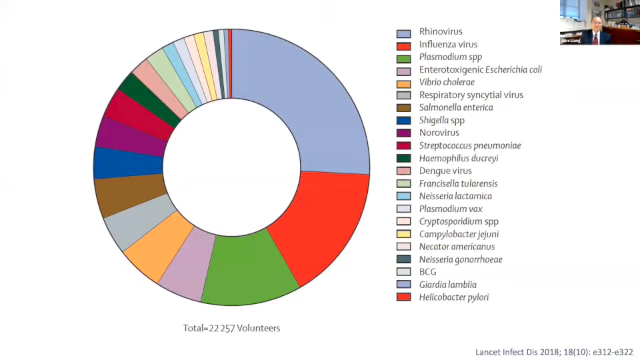 Rhinovirus
Influenza virus
Plasmodium spp
Enterotoxigenic Escherichia coli
Vibrio cholerae
Respiratory syncytial virus
Salmonella enterica
Shigella spp
Norovirus
Streptococcus pneumoniae
Haemophilus ducreyi
Dengue virus
Francisella tularensis
Neisseria lactamica
Plasmodium vax
Cryptosporidium spp
Campylobacter jejuni
Necator americanus
Neisseria gonorrhoeae
BCG
Giardia lamblia
Helicobacter pylori
Total=22 257 Volunteers
Lancet Infect Dis 2018; 18(10): e312-e322